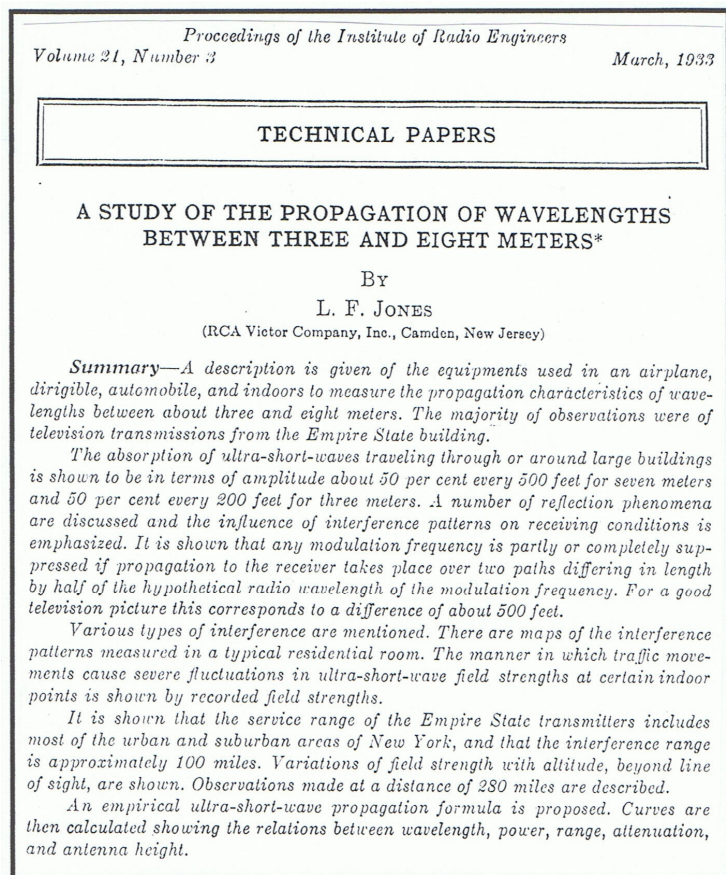 Proceedings of the Institute of Radio Engineers
Volume 21, Number 3 March, 1933
TECHNICAL PAPERS
A STUDY OF THE PROPAGATION OF WAVELENGTHS
BETWEEN THREE AND EIGHT METERS*
By
L. F. Jones
(RCA Victor Company, Inc., Camden, New Jersey)
Summary—A description is given of the equipments used in an airplane,
dirigible, automobile, and indoors to measure the propagation characteristics of wave-
lengths between about three and eight meters. The majority of observations were of
television transmissions from the Empire State building.
The absorption of ultra-short-waves traveling through or around large buildings
is shown to be in terms of amplitude about 50 per cent every 500 feet for seven meters
and 50 per cent every 200 feet for three meters. A number of reflection phenomena
are discussed and the influence of interference patterns on receiving conditions is
emphasized. It is shown that any modulation frequency is partly or completely sup-
pressed if propagation to the receiver takes place over two paths differing in length
by half of the hypothetical radio wavelength of the modulation frequency. For a good
television picture this corresponds to a difference of about 500 feet.
Various types of interference are mentioned. There are maps of the interference
patterns measured in a typical residential room. The manner in which traffic move-
ments cause severe fluctuations in ultra-short-wave field strengths at certain indoor
points is shown by recorded field strengths.
It is shown that the service range of the Empire State transmitters includes
most of the urban and suburban areas of New York, and that the interference range
is approximately 100 miles. Variations of field strength with altitude, beyond line
of sight, are shown. Observations made at a distance of 280 miles are described.
An empirical ultra-short-wave propagation formula is proposed. Curves are
then calculated showing the relations between wavelength, power, range, attenuation,
and antenna height.